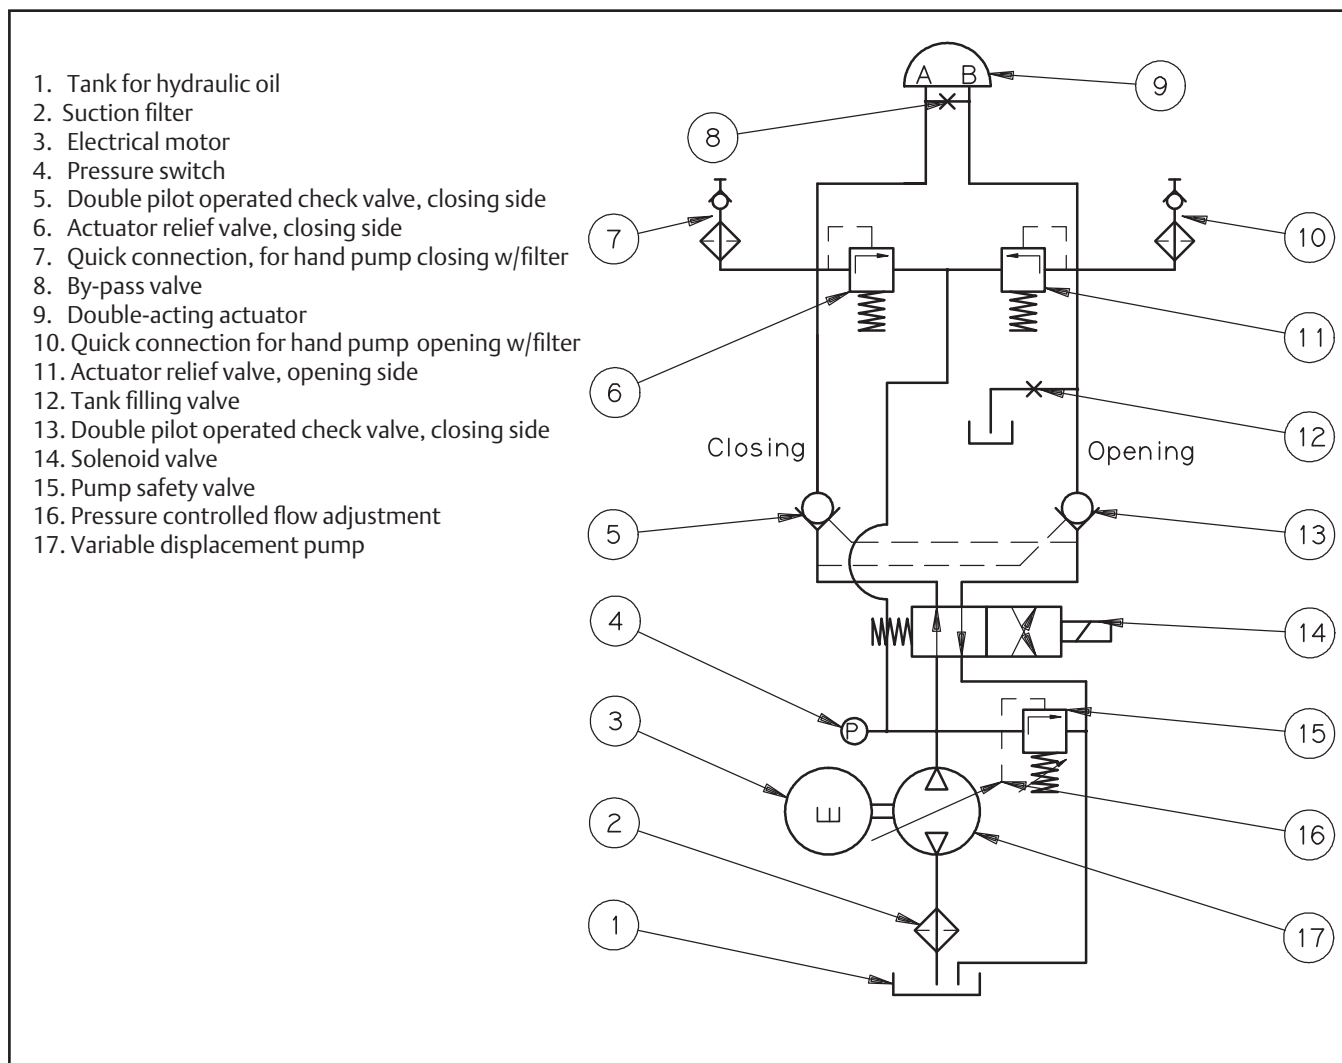 1. Tank for hydraulic oil
2. Suction filter
3. Electrical motor
4. Pressure switch
5. Double pilot operated check valve, closing side
6. Actuator relief valve, closing side
7. Quick connection, for hand pump closing w/filter
8. By-pass valve
9. Double-acting actuator
10. Quick connection for hand pump opening w/filter
11. Actuator relief valve, opening side
12. Tank filling valve
13. Double pilot operated check valve, closing side
14. Solenoid valve
15. Pump safety valve
16. Pressure controlled flow adjustment
17. Variable displacement pump
A B
9
8
7
10
6
11
12
Closing
Opening
5
13
4
14
3
P
15
E
2
16
1
17